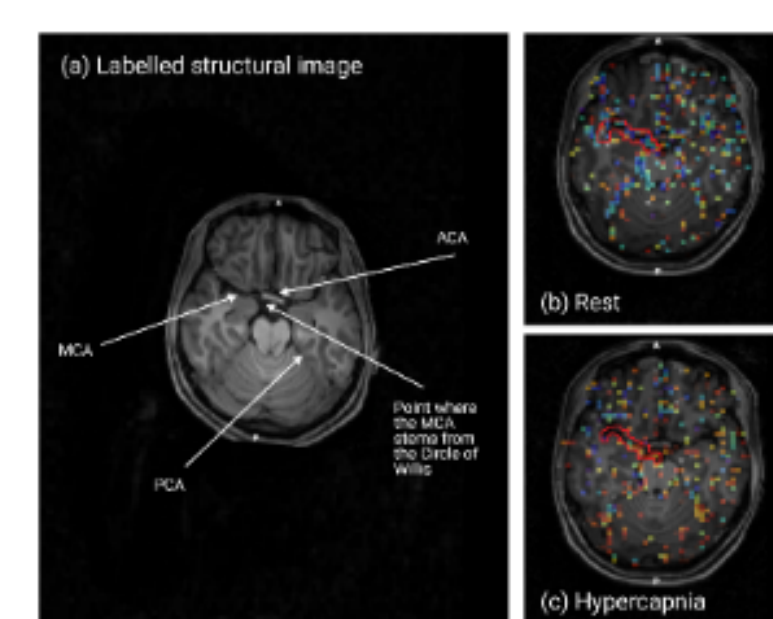 (a) Labelled structural image
ACA
MCA
Point where
the MCA
stems from
the Circle of
Willis
PCA
(b) Rest
(c) Hypercapnia